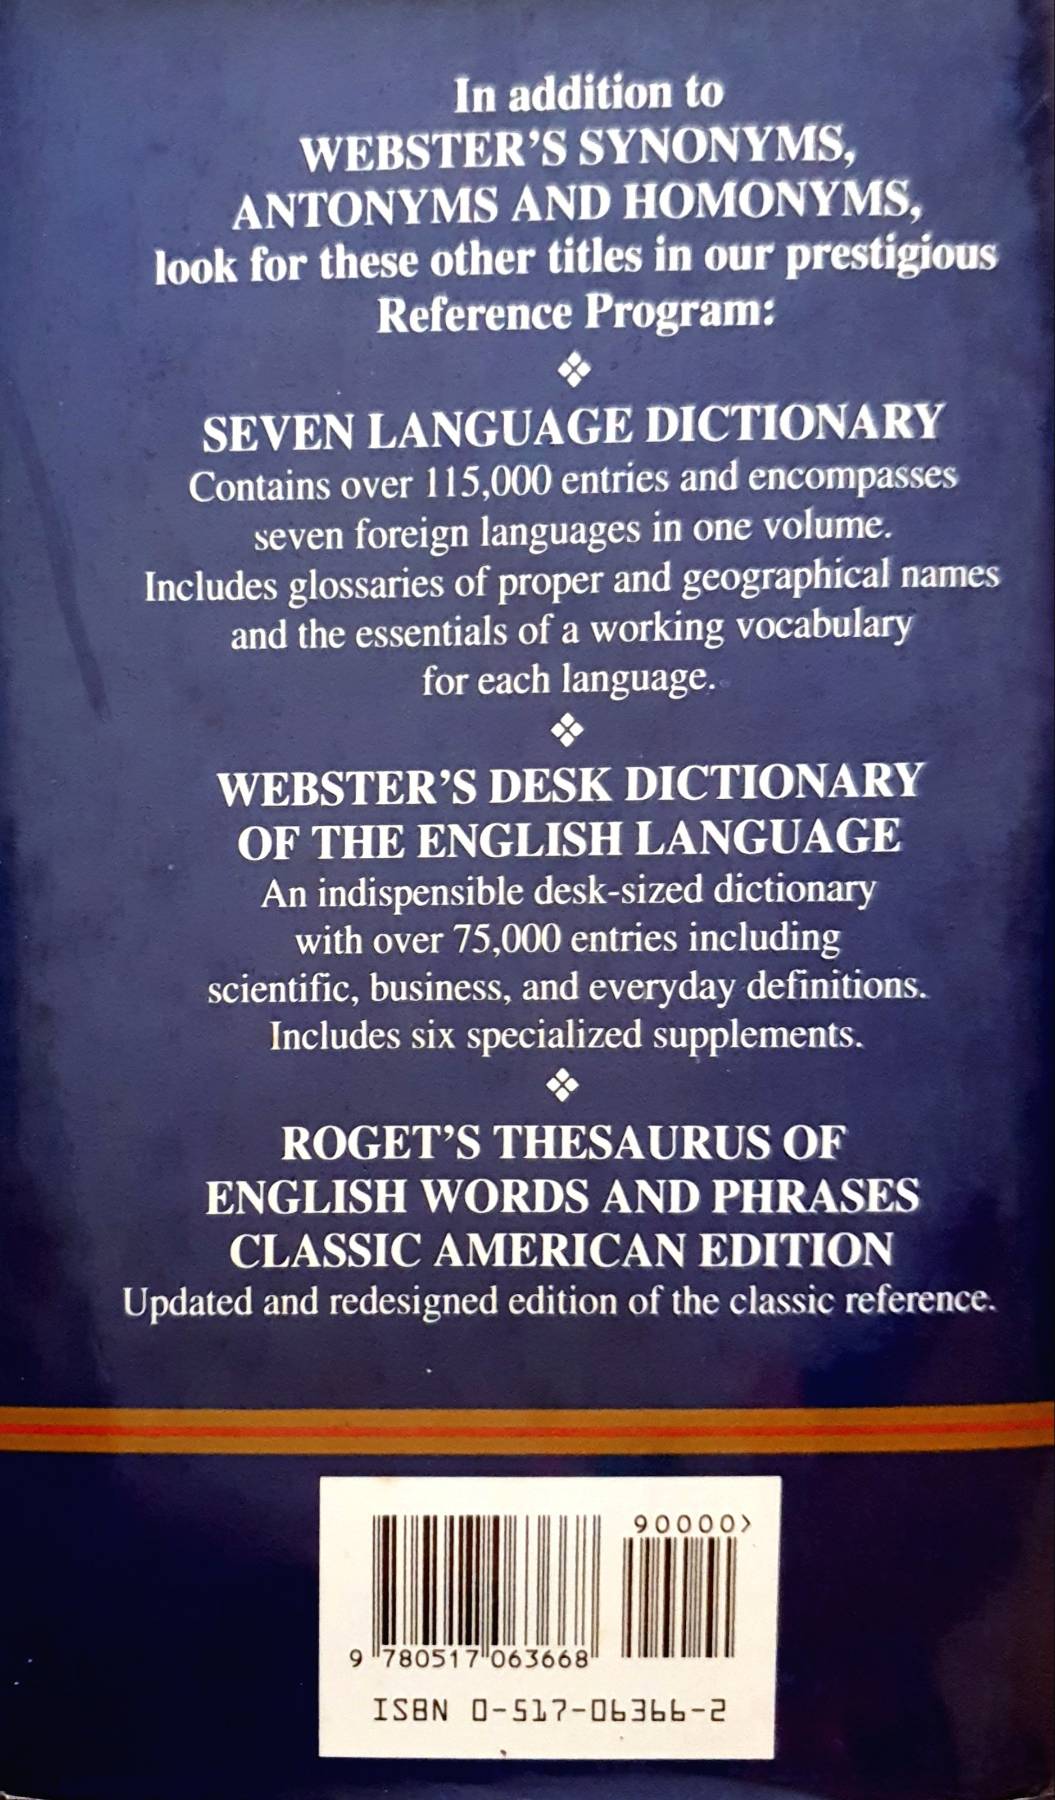 In addition to
WEBSTER'S SYNONYMS,
ANTONYMS AND HOMONYMS,
look for these other titles in our prestigious
Reference Program:
❖
SEVEN LANGUAGE DICTIONARY
Contains over 115,000 entries and encompasses
seven foreign languages in one volume.
Includes glossaries of proper and geographical names
and the essentials of a working vocabulary
for each language.
❖
WEBSTER'S DESK DICTIONARY
OF THE ENGLISH LANGUAGE
An indispensible desk-sized dictionary
with over 75,000 entries including
scientific, business, and everyday definitions.
Includes six specialized supplements.
❖
ROGET'S THESAURUS OF
ENGLISH WORDS AND PHRASES
CLASSIC AMERICAN EDITION
Updated and redesigned edition of the classic reference.
90000>
9 780517 063668
ISBN 0-517-06366-2